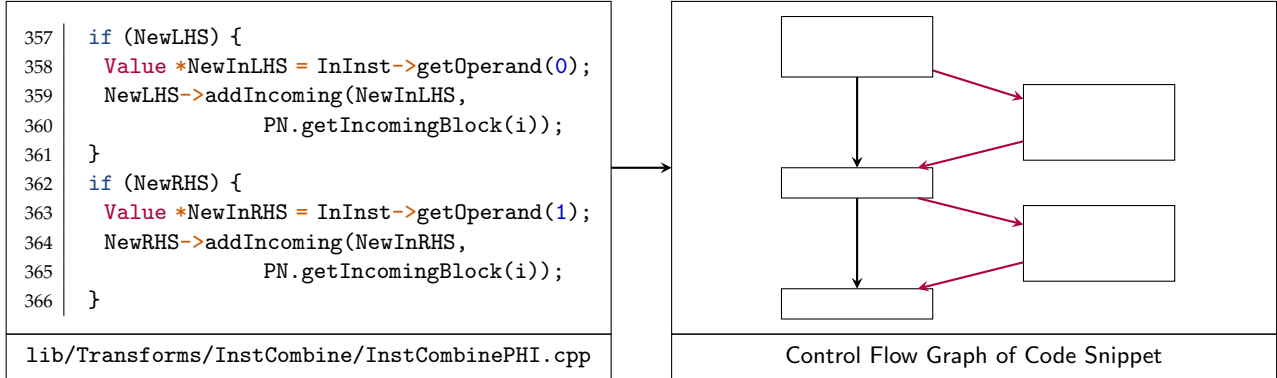 357 if (NewLHS) {
358 Value *NewInLHS = InInst->getOperand(0);
359 NewLHS->addIncoming(NewInLHS,
360 PN.getIncomingBlock(i));
361 }
362 if (NewRHS) {
363 Value *NewInRHS = InInst->getOperand(1);
364 NewRHS->addIncoming(NewInRHS,
365 PN.getIncomingBlock(i));
366 }
lib/Transforms/InstCombine/InstCombinePHI.cpp
Control Flow Graph of Code Snippet